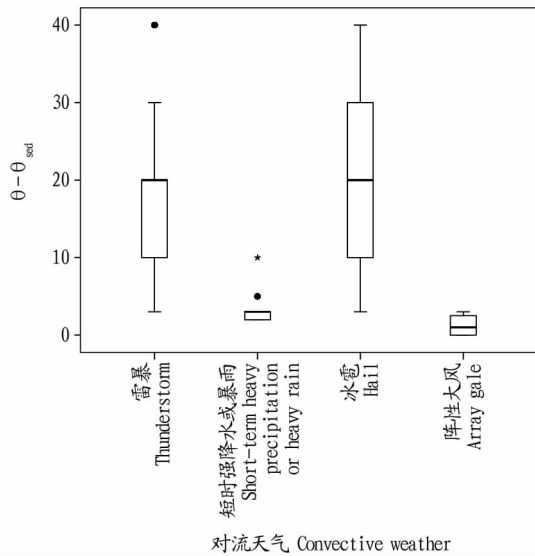 40
30
20
10
0
θ-θsed
*
雷暴
Thunderstorm
短时强降水或暴雨
Short-term heavy
precipitation
or heavy rain
冰雹
Hail
阵性大风
Array gale
对流天气 Convective weather